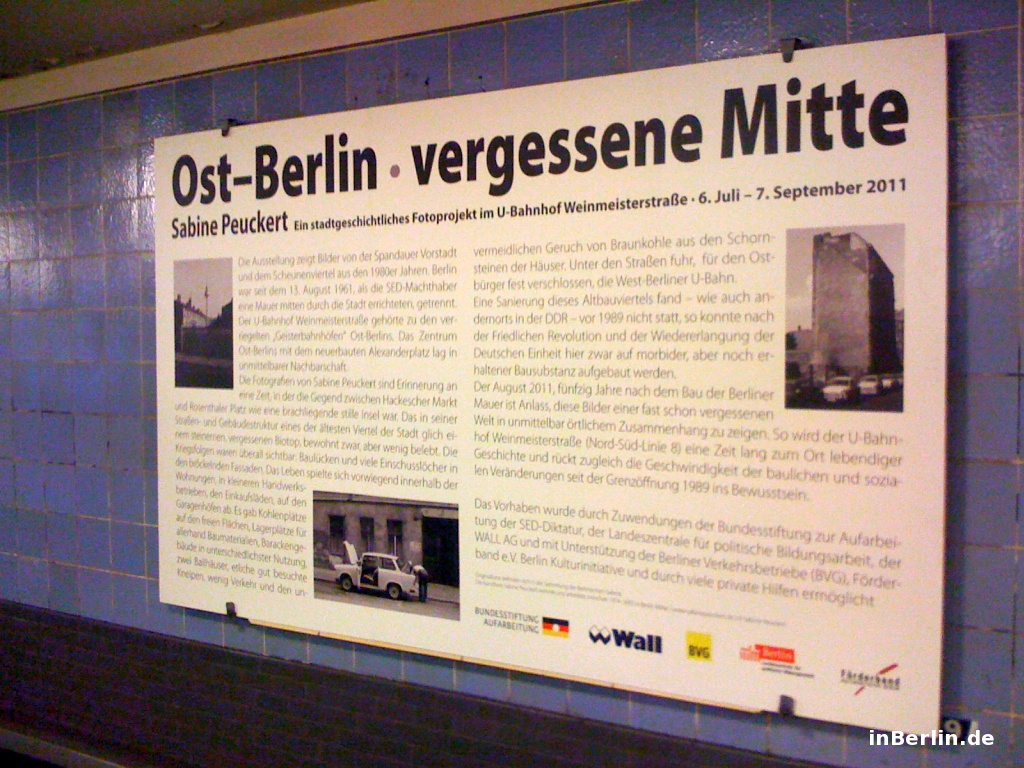 Ost-Berlin · vergessene Mitte
Sabine Peuckert Ein stadtgeschichtliches Fotoprojekt im U-Bahnhof Weinmeisterstraße · 6. Juli – 7. September 2011
Die Ausstellung zeigt Bilder von der Spandauer Vorstadt
und dem Scheunenviertel aus den 1980er Jahren. Berlin
war seit dem 13. August 1961, als die SED-Machthaber
eine Mauer mitten durch die Stadt errichteten, getrennt.
Der U-Bahnhof Weinmeisterstraße gehörte zu den ver-
riegelten „Geisterbahnhöfen" Ost-Berlins. Das Zentrum
Ost-Berlins mit dem neuerbauten Alexanderplatz lag in
unmittelbarer Nachbarschaft.
Die Fotografien von Sabine Peuckert sind Erinnerung an
eine Zeit, in der die Gegend zwischen Hackescher Markt
und Rosenthaler Platz wie eine brachliegende stille Insel war. Das in seiner
Straßen- und Gebäudestruktur eines der ältesten Viertel der Stadt glich ei-
nem steinernen, vergessenen Biotop, bewohnt zwar, aber wenig belebt. Die
Kriegsfolgen waren überall sichtbar: Baulücken und viele Einschusslöcher in
den bröckelnden Fassaden. Das Leben spielte sich vorwiegend innerhalb der
Wohnungen, in kleineren Handwerks-
betrieben, den Einkaufsläden, auf den
Garagenhöfen ab. Es gab Kohlenplätze
auf den freien Flächen, Lagerplätze für
allerhand Baumaterialien, Barackenge-
bäude in unterschiedlichster Nutzung,
zwei Ballhäuser, etliche gut besuchte
Kneipen, wenig Verkehr und den un-
vermeidlichen Geruch von Braunkohle aus den Schorn-
steinen der Häuser. Unter den Straßen fuhr, für den Ost-
bürger fest verschlossen, die West-Berliner U-Bahn.
Eine Sanierung dieses Altbauviertels fand – wie auch an-
dernorts in der DDR – vor 1989 nicht statt, so konnte nach
der Friedlichen Revolution und der Wiedererlangung der
Deutschen Einheit hier zwar auf morbider, aber noch er-
haltener Bausubstanz aufgebaut werden.
Der August 2011, fünfzig Jahre nach dem Bau der Berliner
Mauer ist Anlass, diese Bilder einer fast schon vergessenen
Welt in unmittelbar örtlichem Zusammenhang zu zeigen. So wird der U-Bahn-
hof Weinmeisterstraße (Nord-Süd-Linie 8) eine Zeit lang zum Ort lebendiger
Geschichte und rückt zugleich die Geschwindigkeit der baulichen und sozia-
len Veränderungen seit der Grenzöffnung 1989 ins Bewusstsein.
Das Vorhaben wurde durch Zuwendungen der Bundesstiftung zur Aufarbei-
tung der SED-Diktatur, der Landeszentrale für politische Bildungsarbeit, der
WALL AG und mit Unterstützung der Berliner Verkehrsbetriebe (BVG), Förder-
band e.V. Berlin Kulturinitiative und durch viele private Hilfen ermöglicht
BUNDESSTIFTUNG
AUFARBEITUNG
Wall
BVG
Berlin
Förderband
9
inBerlin.de